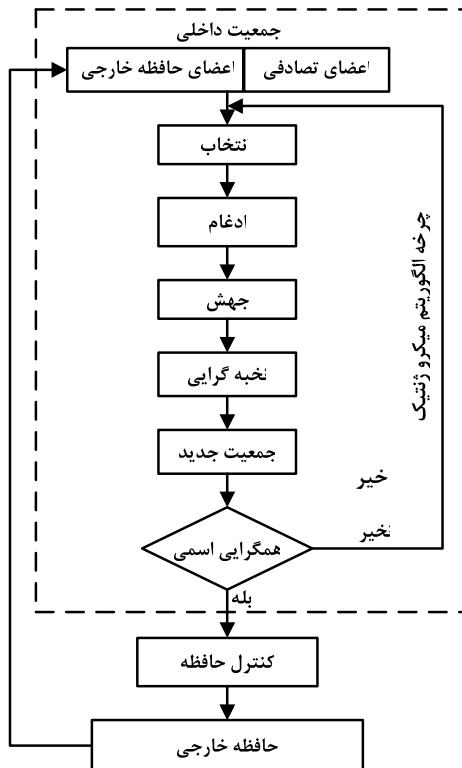 جمعیت داخلی
اعضای تصادفی
اعضای حافظه خارجی
نتخاب
ادغام
جهش
نخبه گرایی
جمعیت جدید
خیر
نخیر
همگرایی اسمی
بله
کنترل حافظه
حافظه خارجی
چرخه الگوریتم میکرو ژنتیک